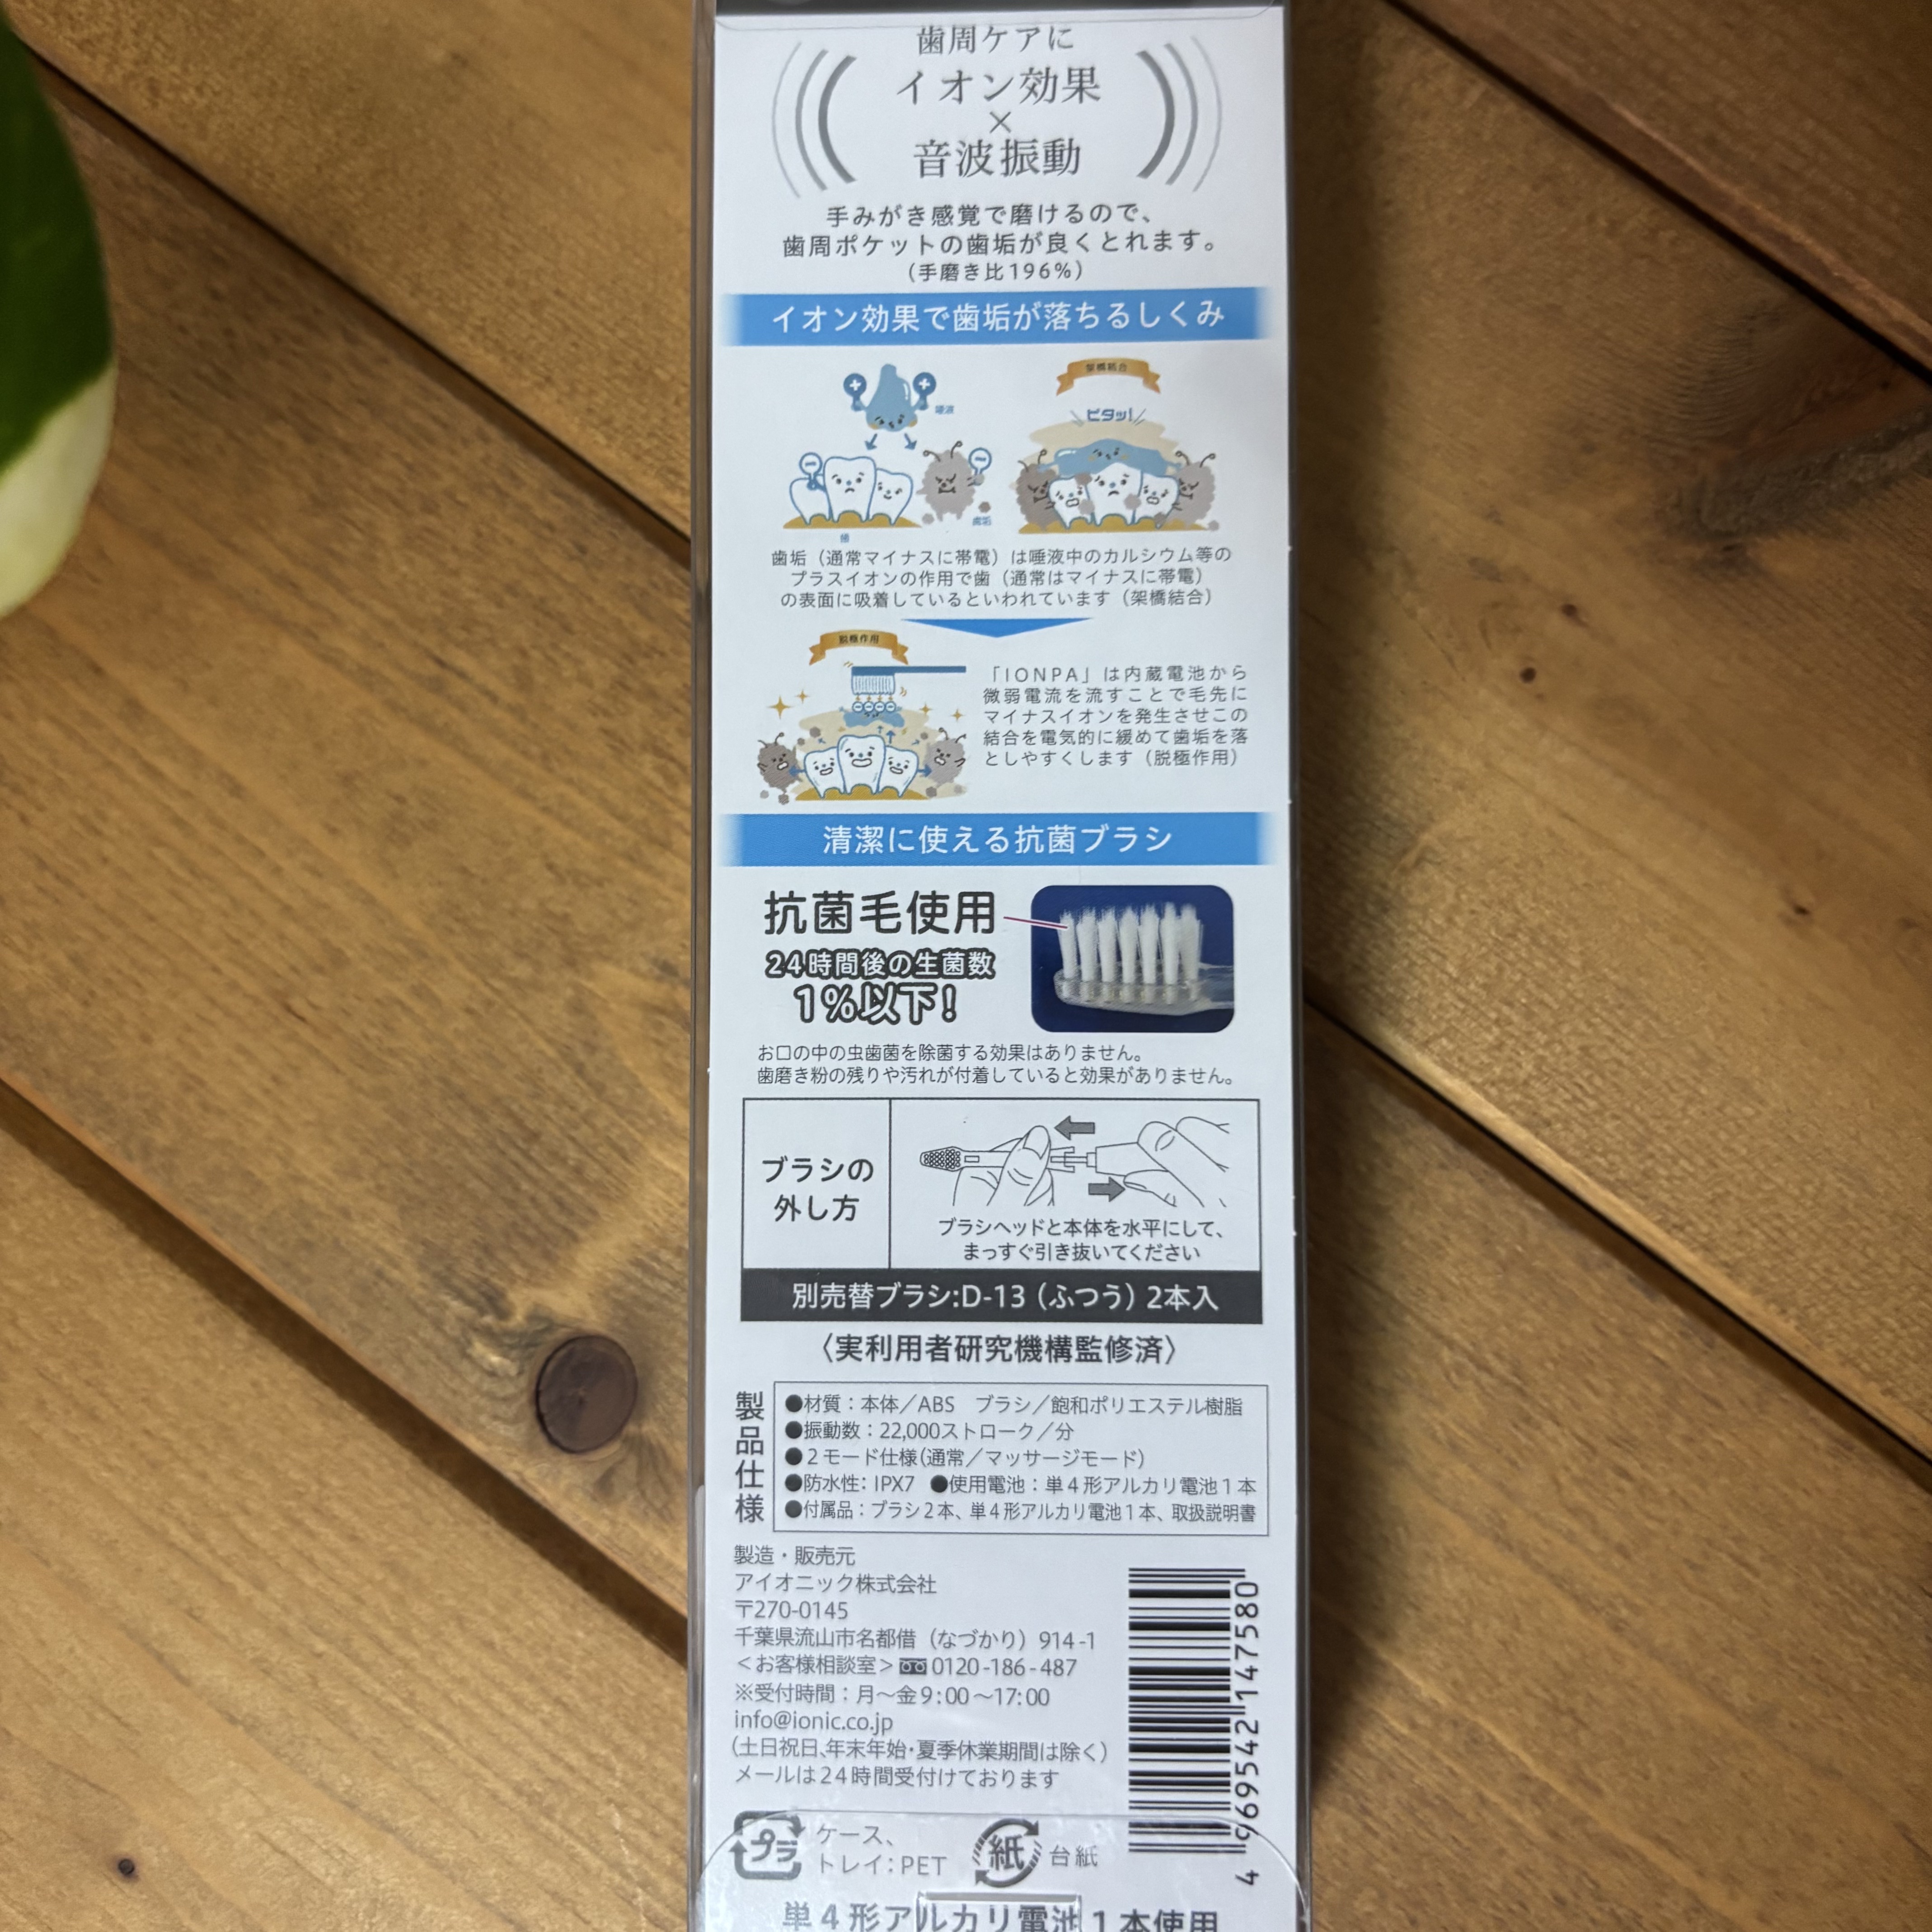 歯周ケアに
イオン効果
×
音波振動
手みがき感覚で磨けるので、
歯周ポケットの歯垢が良くとれます。
(手磨き比196%)
イオン効果で歯垢が落ちるしくみ
唾液
歯垢
歯
架橋結合
ピタッ!
歯垢（通常マイナスに帯電）は唾液中のカルシウム等の
プラスイオンの作用で歯（通常はマイナスに帯電）
の表面に吸着しているといわれています（架橋結合）
脱極作用
「IONPA」は内蔵電池から
微弱電流を流すことで毛先に
マイナスイオンを発生させこの
結合を電気的に緩めて歯垢を落
としやすくします（脱極作用）
清潔に使える抗菌ブラシ
抗菌毛使用
24時間後の生菌数
1%以下!
お口の中の虫歯菌を除菌する効果はありません。
歯磨き粉の残りや汚れが付着していると効果がありません。
ブラシの
外し方
ブラシヘッドと本体を水平にして、
まっすぐ引き抜いてください
別売替ブラシ:D-13（ふつう）2本入
〈実利用者研究機構監修済〉
製品仕様
●材質：本体／ABS　ブラシ／飽和ポリエステル樹脂
●振動数：22,000ストローク／分
●２モード仕様(通常／マッサージモード)
●防水性: IPX7　●使用電池：単４形アルカリ電池１本
●付属品：ブラシ２本、単４形アルカリ電池１本、取扱説明書
製造・販売元
アイオニック株式会社
〒270-0145
千葉県流山市名都借（なづかり）914-1
＜お客様相談室＞0120-186-487
※受付時間：月〜金9:00〜17:00
info@ionic.co.jp
(土日祝日、年末年始・夏季休業期間は除く)
メールは24時間受付けております
4969542147580
プラ
ケース、
トレイ：PET
紙
台紙
単４形アルカリ電池１本使用